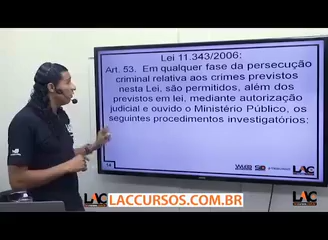 Lei 11.343/2006:
Art. 53.  Em qualquer fase da persecução
criminal relativa aos crimes previstos
nesta Lei, são permitidos, além dos
previstos em lei, mediante autorização
judicial e ouvido o Ministério Público, os
seguintes procedimentos investigatórios:
LAC
LAC
LACCURSOS.COM.BR